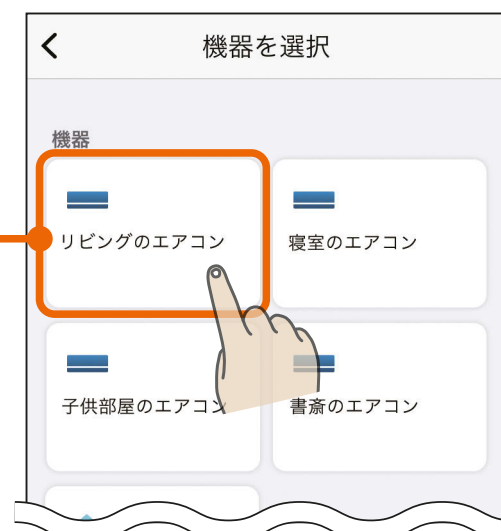 機器を選択
機器
リビングのエアコン
寝室のエアコン
子供部屋のエアコン
書斎のエアコン